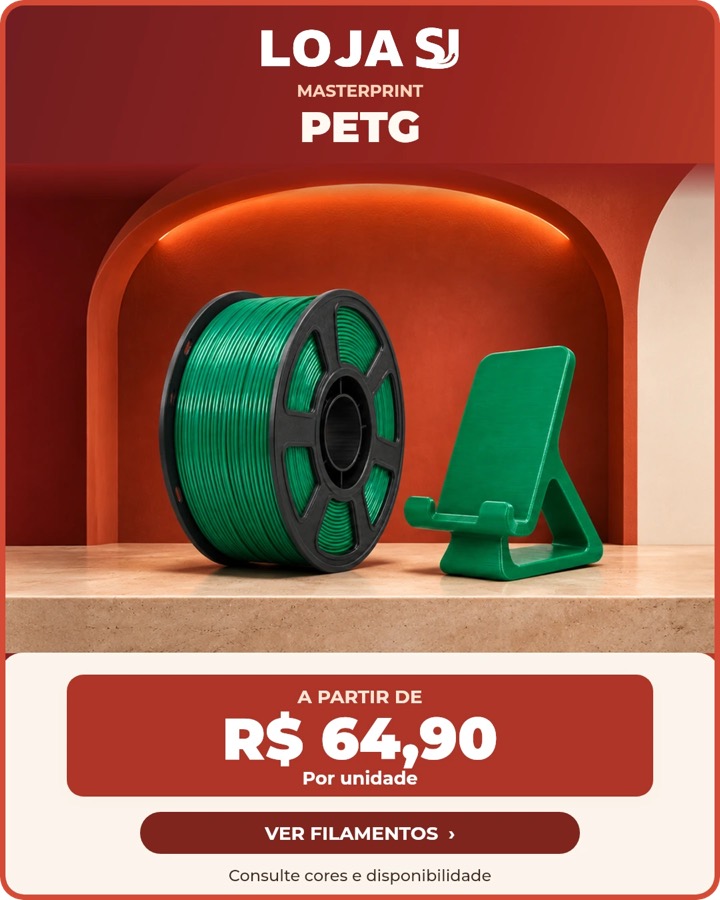 LOJA SJ
MASTERPRINT
PETG
A PARTIR DE
R$ 64,90
Por unidade
VER FILAMENTOS ›
Consulte cores e disponibilidade